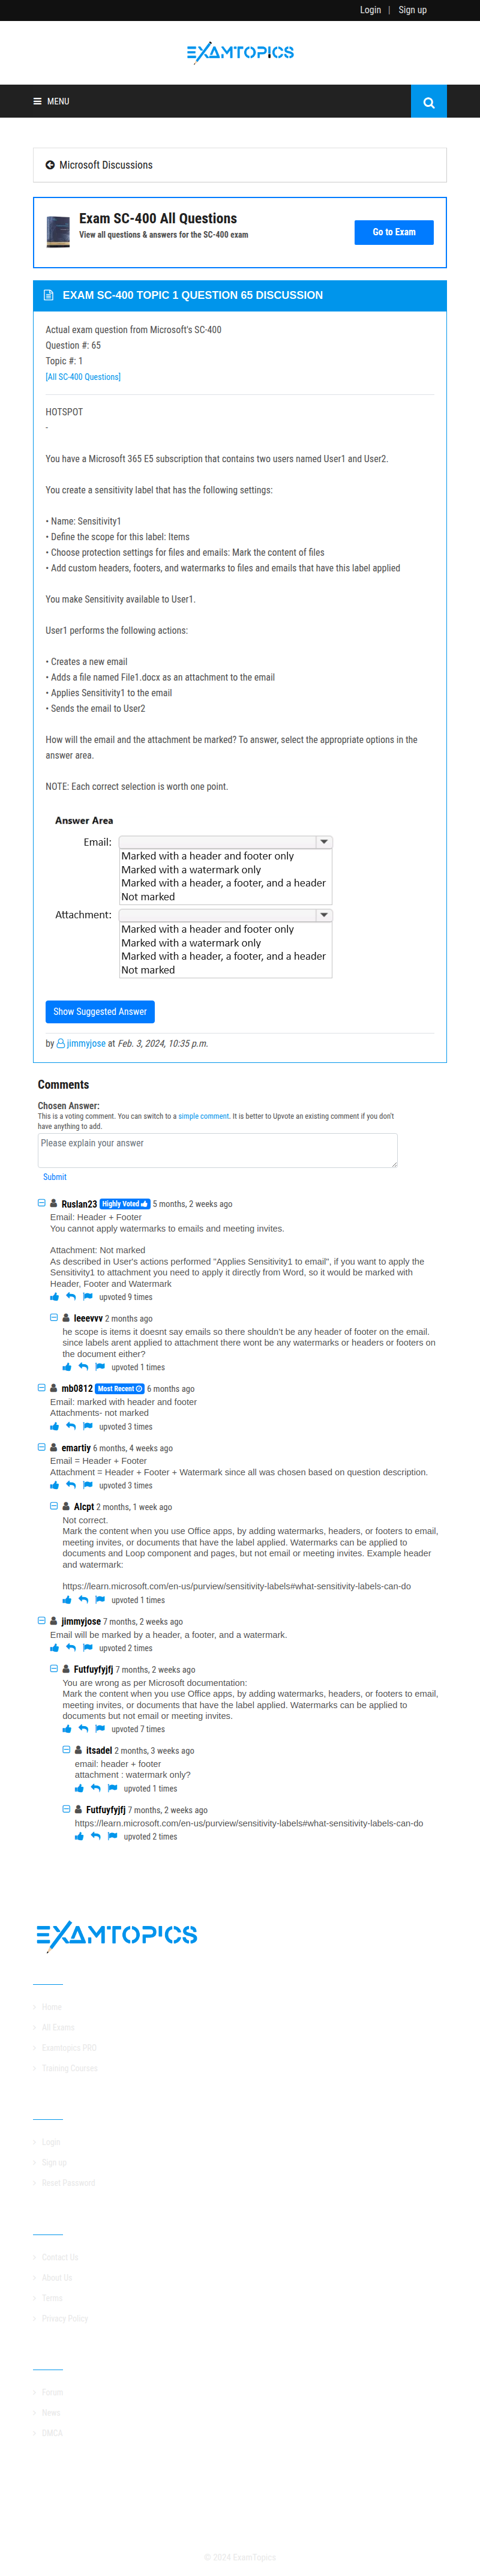 Login | Sign up
EXAMTOPICS
MENU
Microsoft Discussions
Exam SC-400 All Questions
View all questions & answers for the SC-400 exam
Go to Exam
EXAM SC-400 TOPIC 1 QUESTION 65 DISCUSSION
Actual exam question from Microsoft's SC-400
Question #: 65
Topic #: 1
[All SC-400 Questions]
HOTSPOT
-
You have a Microsoft 365 E5 subscription that contains two users named User1 and User2.
You create a sensitivity label that has the following settings:
• Name: Sensitivity1
• Define the scope for this label: Items
• Choose protection settings for files and emails: Mark the content of files
• Add custom headers, footers, and watermarks to files and emails that have this label applied
You make Sensitivity available to User1.
User1 performs the following actions:
• Creates a new email
• Adds a file named File1.docx as an attachment to the email
• Applies Sensitivity1 to the email
• Sends the email to User2
How will the email and the attachment be marked? To answer, select the appropriate options in the
answer area.
NOTE: Each correct selection is worth one point.
Answer Area
Email:
Marked with a header and footer only
Marked with a watermark only
Marked with a header, a footer, and a header
Not marked
Attachment:
Marked with a header and footer only
Marked with a watermark only
Marked with a header, a footer, and a header
Not marked
Show Suggested Answer
by jimmyjose at Feb. 3, 2024, 10:35 p.m.
Comments
Chosen Answer:
This is a voting comment. You can switch to a simple comment. It is better to Upvote an existing comment if you don't
have anything to add.
Please explain your answer
Submit
Ruslan23 Highly Voted 5 months, 2 weeks ago
Email: Header + Footer
You cannot apply watermarks to emails and meeting invites.
Attachment: Not marked
As described in User's actions performed "Applies Sensitivity1 to email", if you want to apply the
Sensitivity1 to attachment you need to apply it directly from Word, so it would be marked with
Header, Footer and Watermark
upvoted 9 times
leeevvv 2 months ago
he scope is items it doesnt say emails so there shouldn't be any header of footer on the email.
since labels arent applied to attachment there wont be any watermarks or headers or footers on
the document either?
upvoted 1 times
mb0812 Most Recent 6 months ago
Email: marked with header and footer
Attachments- not marked
upvoted 3 times
emartiy 6 months, 4 weeks ago
Email = Header + Footer
Attachment = Header + Footer + Watermark since all was chosen based on question description.
upvoted 3 times
Alcpt 2 months, 1 week ago
Not correct.
Mark the content when you use Office apps, by adding watermarks, headers, or footers to email,
meeting invites, or documents that have the label applied. Watermarks can be applied to
documents and Loop component and pages, but not email or meeting invites. Example header
and watermark:
https://learn.microsoft.com/en-us/purview/sensitivity-labels#what-sensitivity-labels-can-do
upvoted 1 times
jimmyjose 7 months, 2 weeks ago
Email will be marked by a header, a footer, and a watermark.
upvoted 2 times
Futfuyfyjfj 7 months, 2 weeks ago
You are wrong as per Microsoft documentation:
Mark the content when you use Office apps, by adding watermarks, headers, or footers to email,
meeting invites, or documents that have the label applied. Watermarks can be applied to
documents but not email or meeting invites.
upvoted 7 times
itsadel 2 months, 3 weeks ago
email: header + footer
attachment : watermark only?
upvoted 1 times
Futfuyfyjfj 7 months, 2 weeks ago
https://learn.microsoft.com/en-us/purview/sensitivity-labels#what-sensitivity-labels-can-do
upvoted 2 times
EXAMTOPICS
Home
All Exams
Examtopics PRO
Training Courses
Login
Sign up
Reset Password
Contact Us
About Us
Terms
Privacy Policy
Forum
News
DMCA
© 2024 ExamTopics